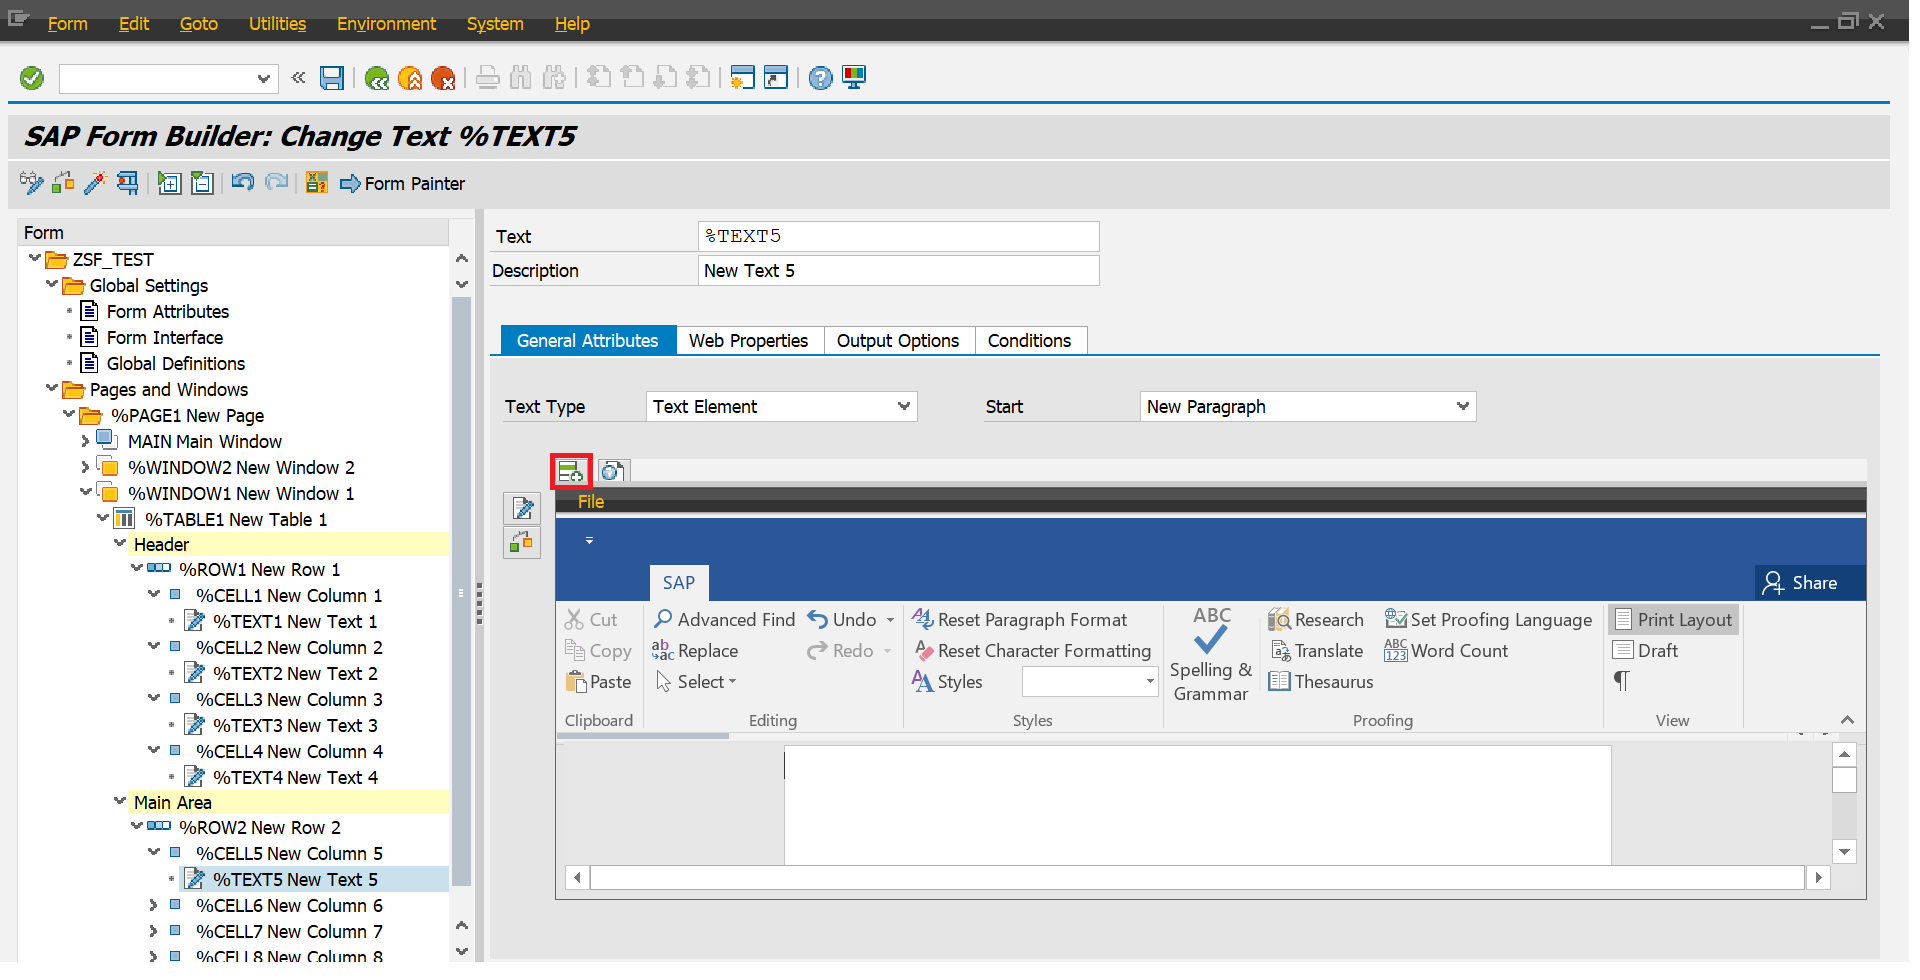 Form Edit Goto Utilities Environment System Help
SAP Form Builder: Change Text %TEXT5
Form Painter
Form
ZSF_TEST
Global Settings
Form Attributes
Form Interface
Global Definitions
Pages and Windows
%PAGE1 New Page
MAIN Main Window
%WINDOW2 New Window 2
%WINDOW1 New Window 1
%TABLE1 New Table 1
Header
%ROW1 New Row 1
%CELL1 New Column 1
%TEXT1 New Text 1
%CELL2 New Column 2
%TEXT2 New Text 2
%CELL3 New Column 3
%TEXT3 New Text 3
%CELL4 New Column 4
%TEXT4 New Text 4
Main Area
%ROW2 New Row 2
%CELL5 New Column 5
%TEXT5 New Text 5
%CELL6 New Column 6
%CELL7 New Column 7
%CELL8 New Column 8
Text %TEXT5
Description New Text 5
General Attributes Web Properties Output Options Conditions
Text Type Text Element Start New Paragraph
File
SAP Share
Cut Advanced Find Undo Reset Paragraph Format ABC Research Set Proofing Language Print Layout
Copy Replace Redo Reset Character Formatting Translate Word Count Draft
Paste Select Styles Spelling & Grammar Thesaurus ¶
Clipboard Editing Styles Proofing View